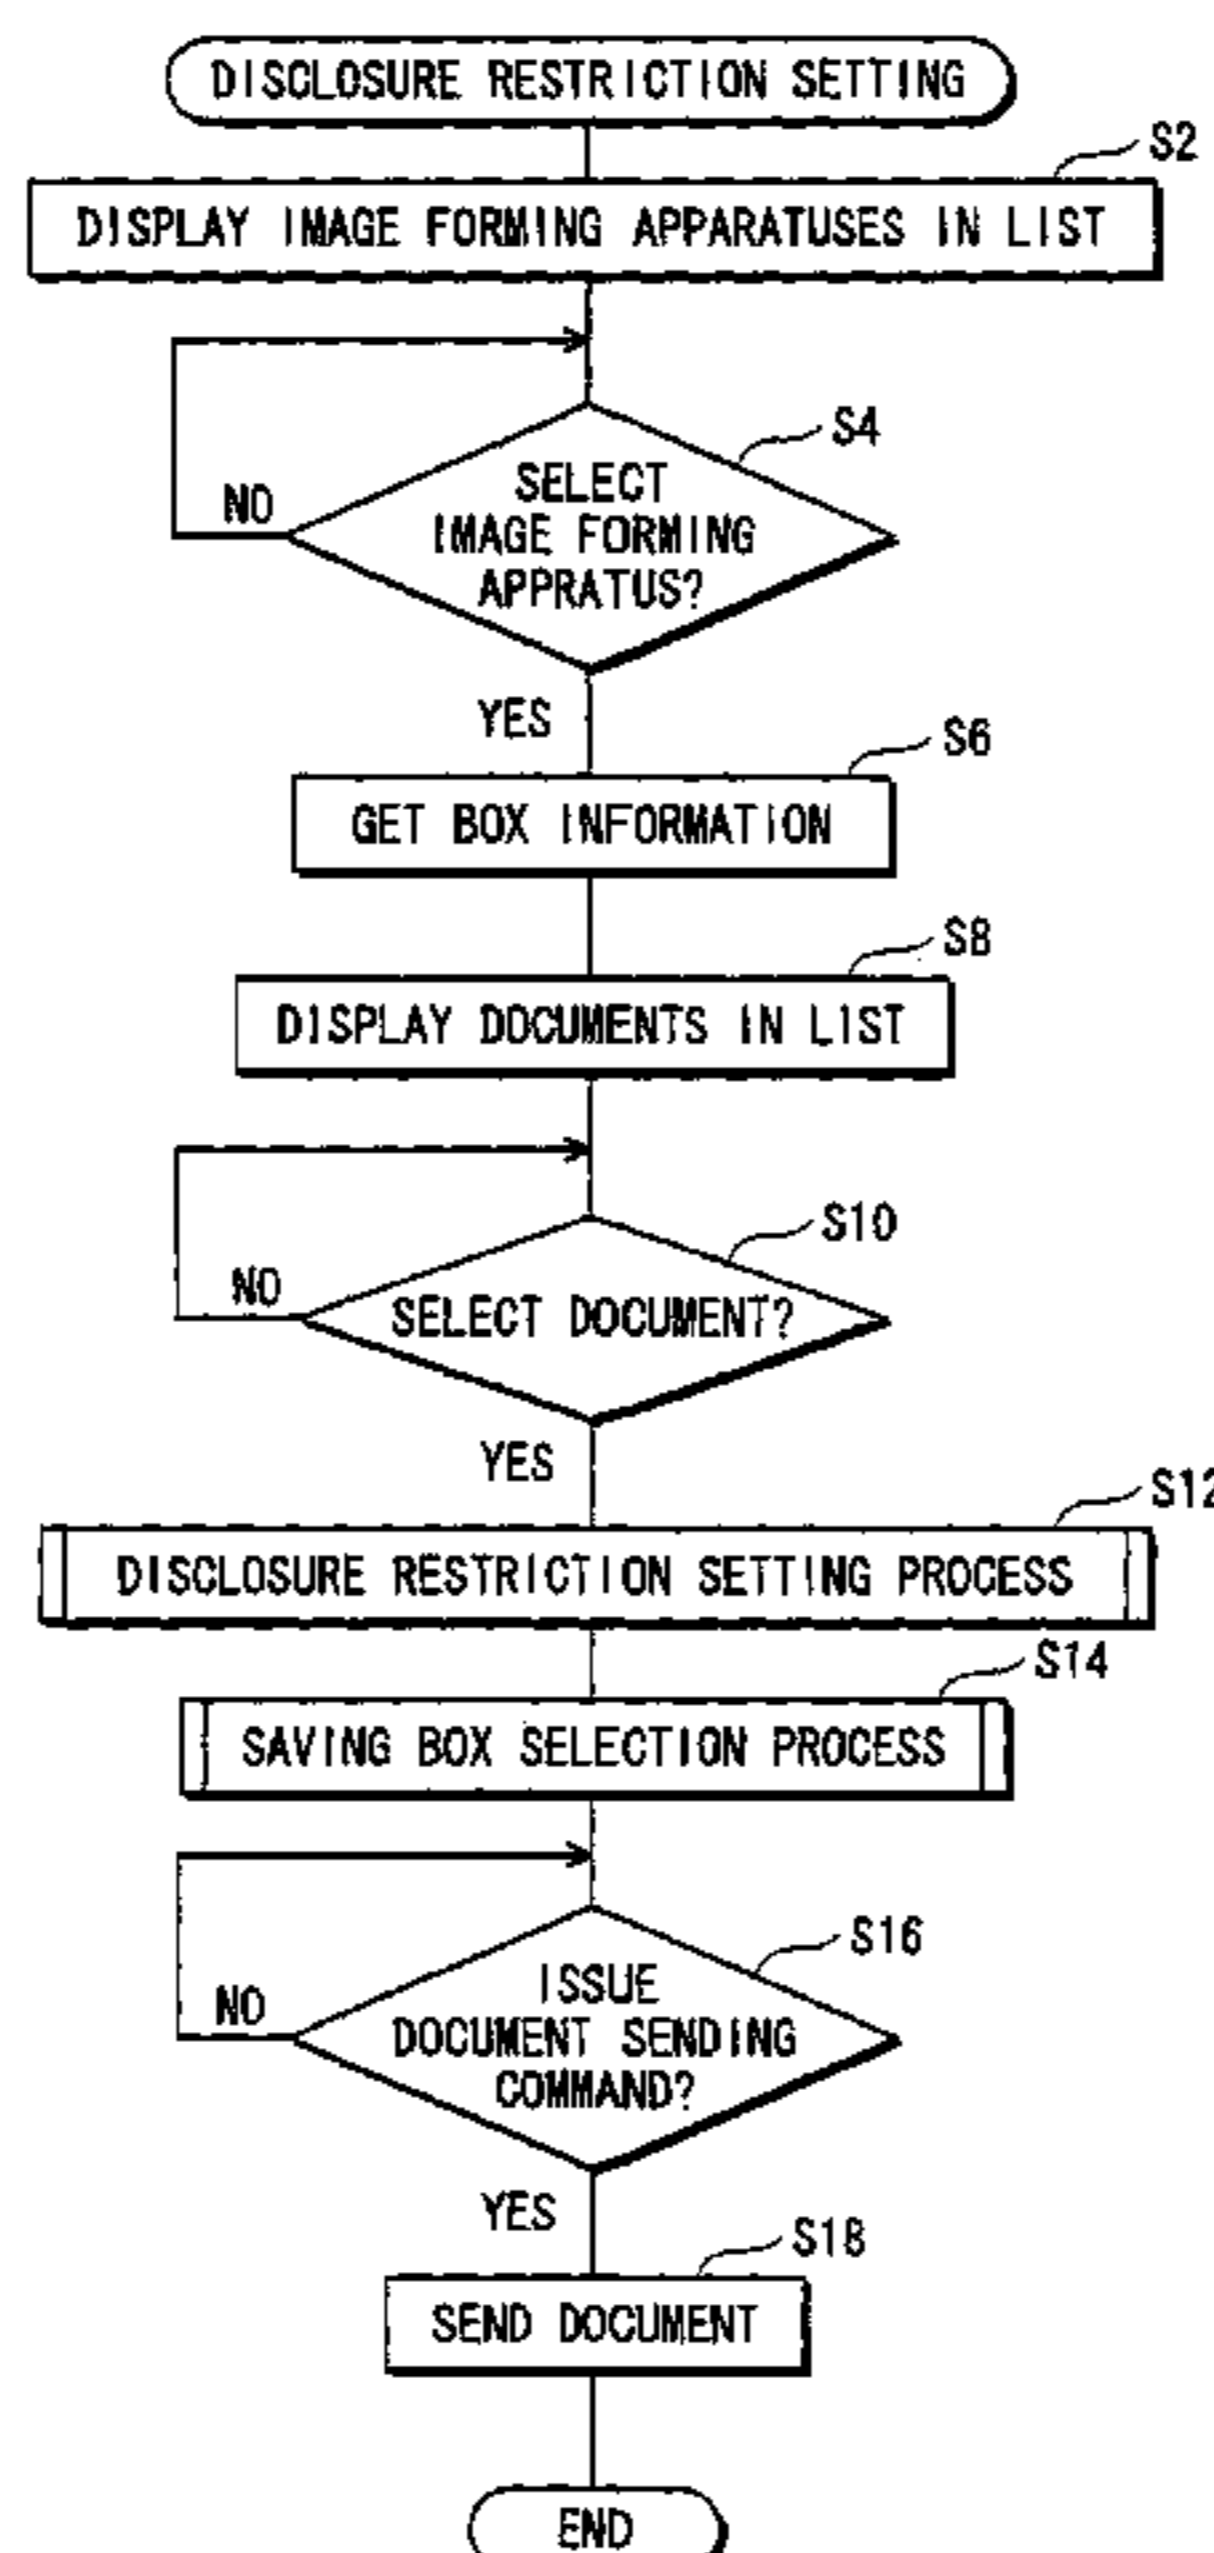 DISCLOSURE RESTRICTION SETTING
S2
DISPLAY IMAGE FORMING APPARATUSES IN LIST
S4
SELECT
IMAGE FORMING
APPRATUS?
NO
YES
S6
GET BOX INFORMATION
S8
DISPLAY DOCUMENTS IN LIST
S10
SELECT DOCUMENT?
NO
YES
S12
DISCLOSURE RESTRICTION SETTING PROCESS
S14
SAVING BOX SELECTION PROCESS
S16
ISSUE
DOCUMENT SENDING
COMMAND?
NO
YES
S18
SEND DOCUMENT
END